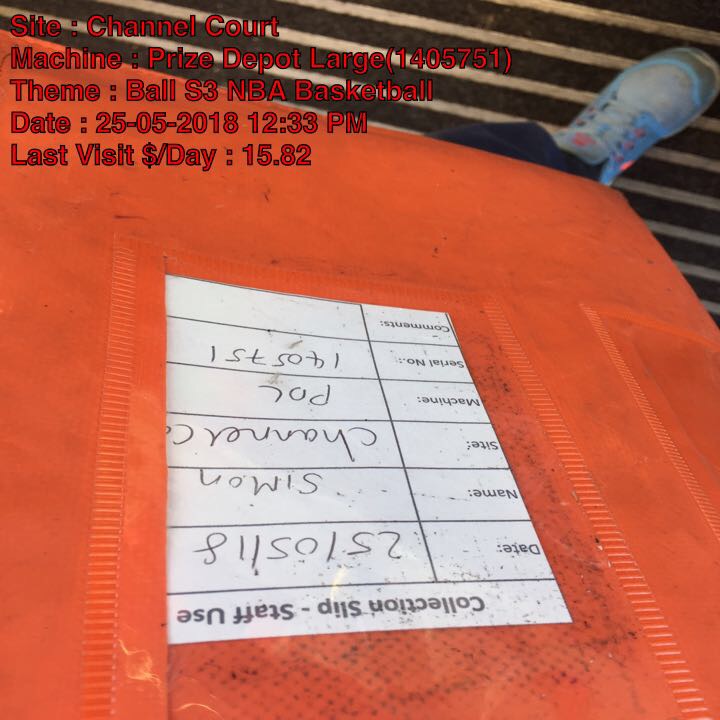 Site : Channel Court
Machine : Prize Depot Large(1405751)
Theme : Ball S3 NBA Basketball
Date : 25-05-2018 12:33 PM
Last Visit $/Day : 15.82
Collection Slip - Staff Use
Date: 25/05/18
Name: SIMON
Site: Channel Co
Machine: PDL
Serial No.: 1405751
Comments: